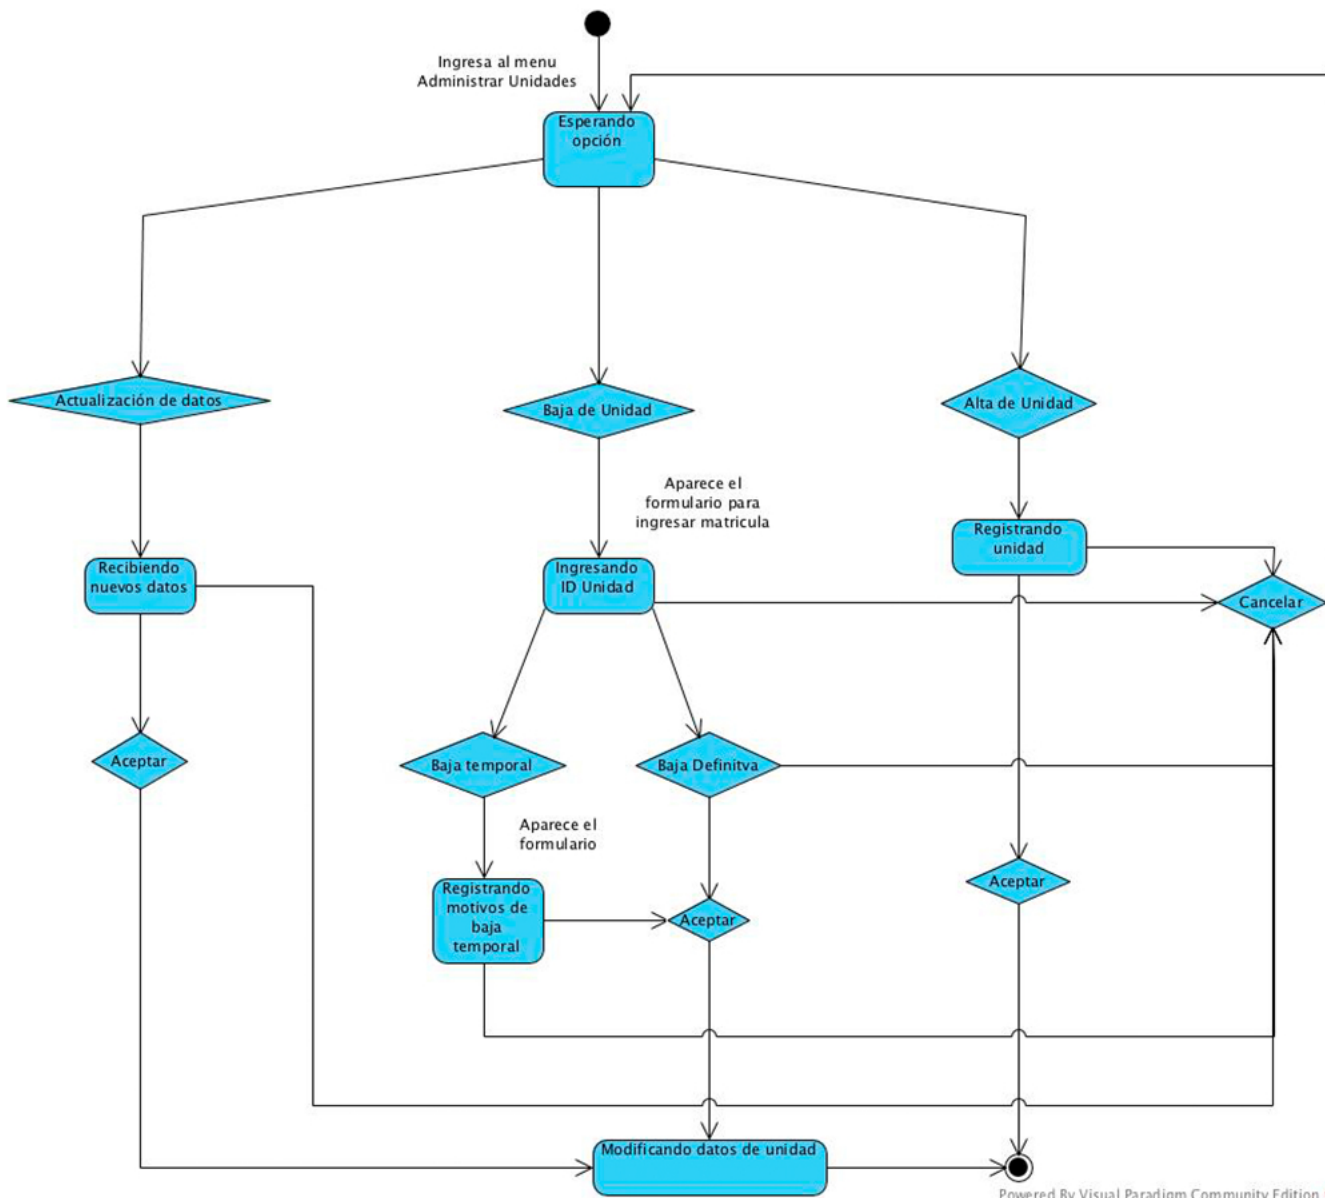 Ingresa al menu
Administrar Unidades
Esperando
opción
Actualización de datos
Baja de Unidad
Alta de Unidad
Aparece el
formulario para
ingresar matricula
Registrando
unidad
Recibiendo
nuevos datos
Ingresando
ID Unidad
Cancelar
Aceptar
Baja temporal
Baja Definitva
Aparece el
formulario
Registrando
motivos de
baja
temporal
Aceptar
Aceptar
Modificando datos de unidad
Powered By Visual Paradigm Community Edition